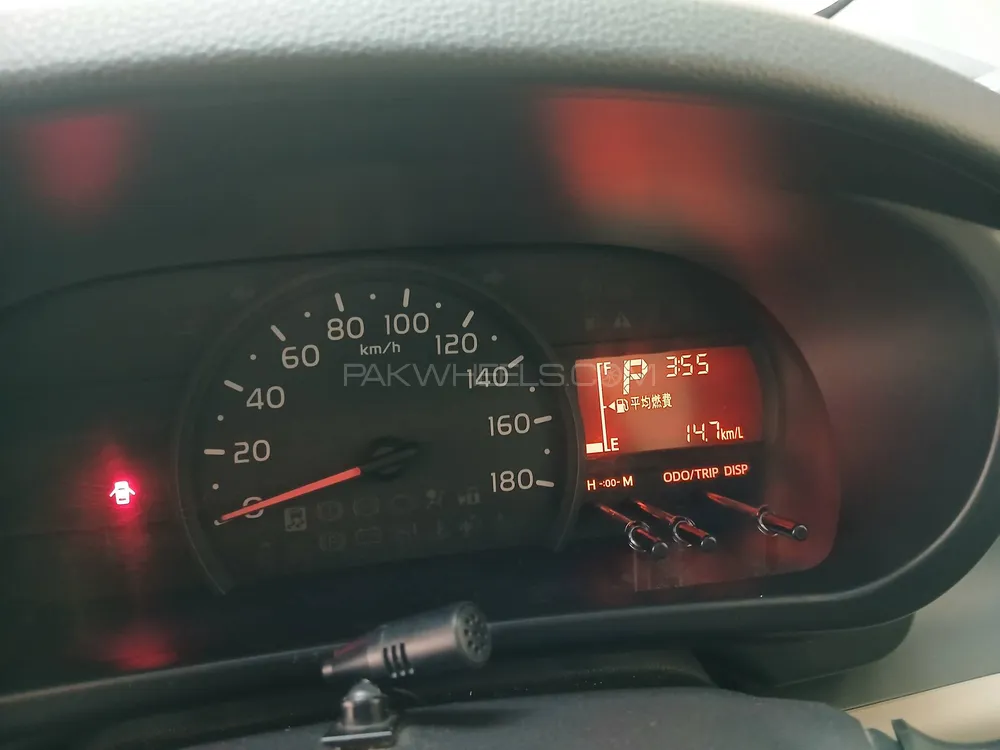 80 100
km/h
60 120
40 140
20 160
0 180
PAKWHEELS.COM
F P 3:55
平均燃費
E 14.7km/L
H -:00- M ODO/TRIP DISP